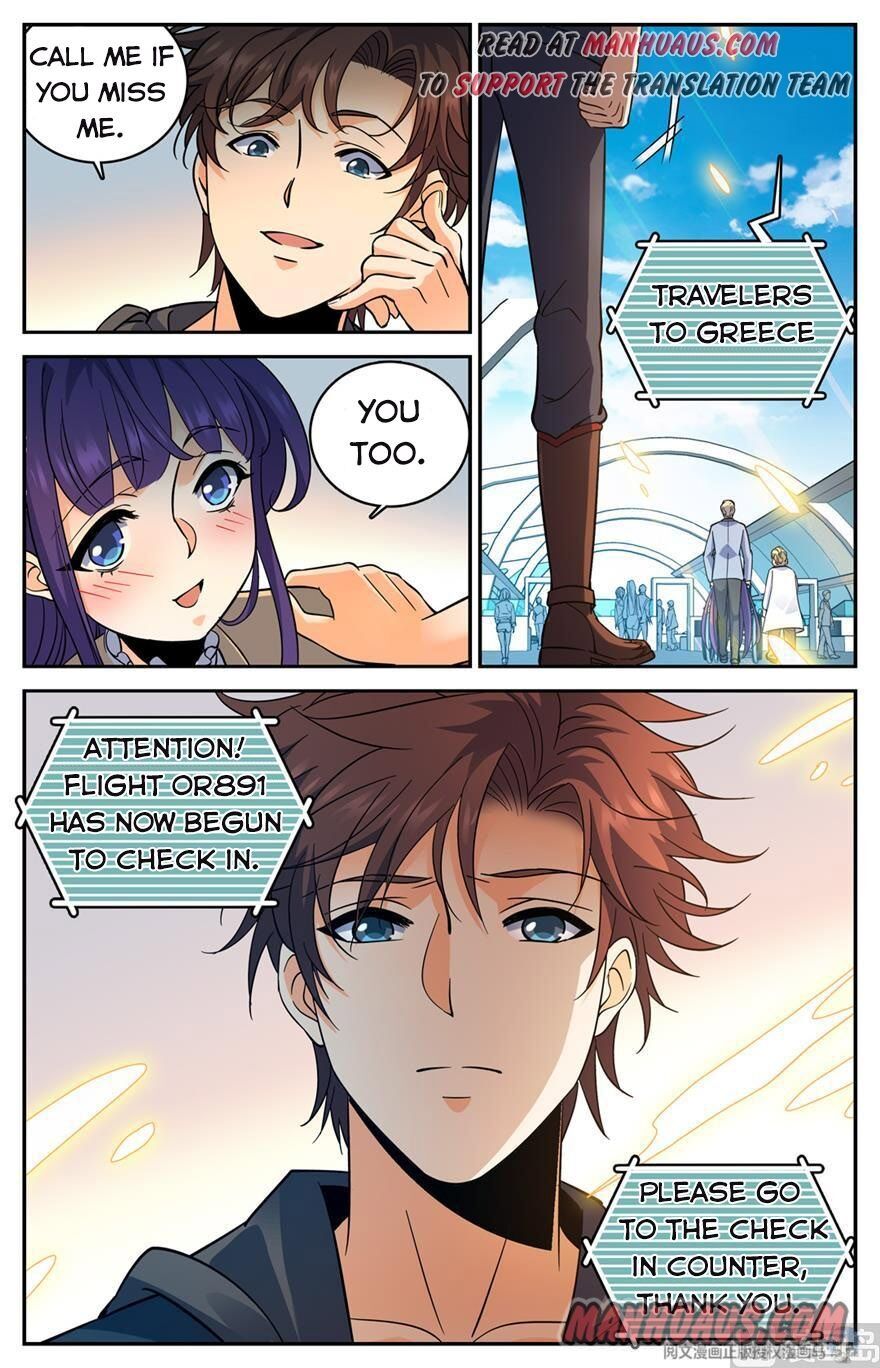 CALL ME IF
YOU MISS
ME.
READ AT MANHUAUS.COM
TO SUPPORT THE TRANSLATION TEAM
TRAVELERS
TO GREECE
YOU
TOO.
ATTENTION!
FLIGHT OR891
HAS NOW BEGUN
TO CHECK IN.
PLEASE GO
TO THE CHECK
IN COUNTER,
THANK YOU.
MANHUAUS.COM